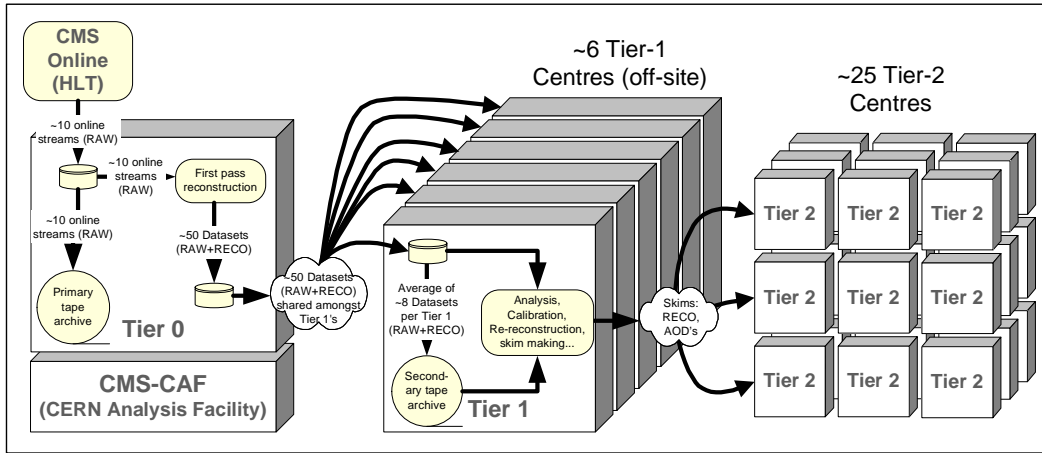 CMS
Online
(HLT)
~10 online
streams (RAW)
~10 online
streams
(RAW)
First pass
reconstruction
~10 online
streams (RAW)
~50 Datasets
(RAW+RECO)
Primary
tape
archive
Tier 0
CMS-CAF
(CERN Analysis Facility)
~50 Datasets
(RAW+RECO)
shared amongst
Tier 1's
~6 Tier-1
Centres (off-site)
Average of
~8 Datasets
per Tier 1
(RAW+RECO)
Analysis,
Calibration,
Re-reconstruction,
skim making...
Second-
ary tape
archive
Tier 1
Skims:
RECO,
AOD's
~25 Tier-2
Centres
Tier 2
Tier 2
Tier 2
Tier 2
Tier 2
Tier 2
Tier 2
Tier 2
Tier 2